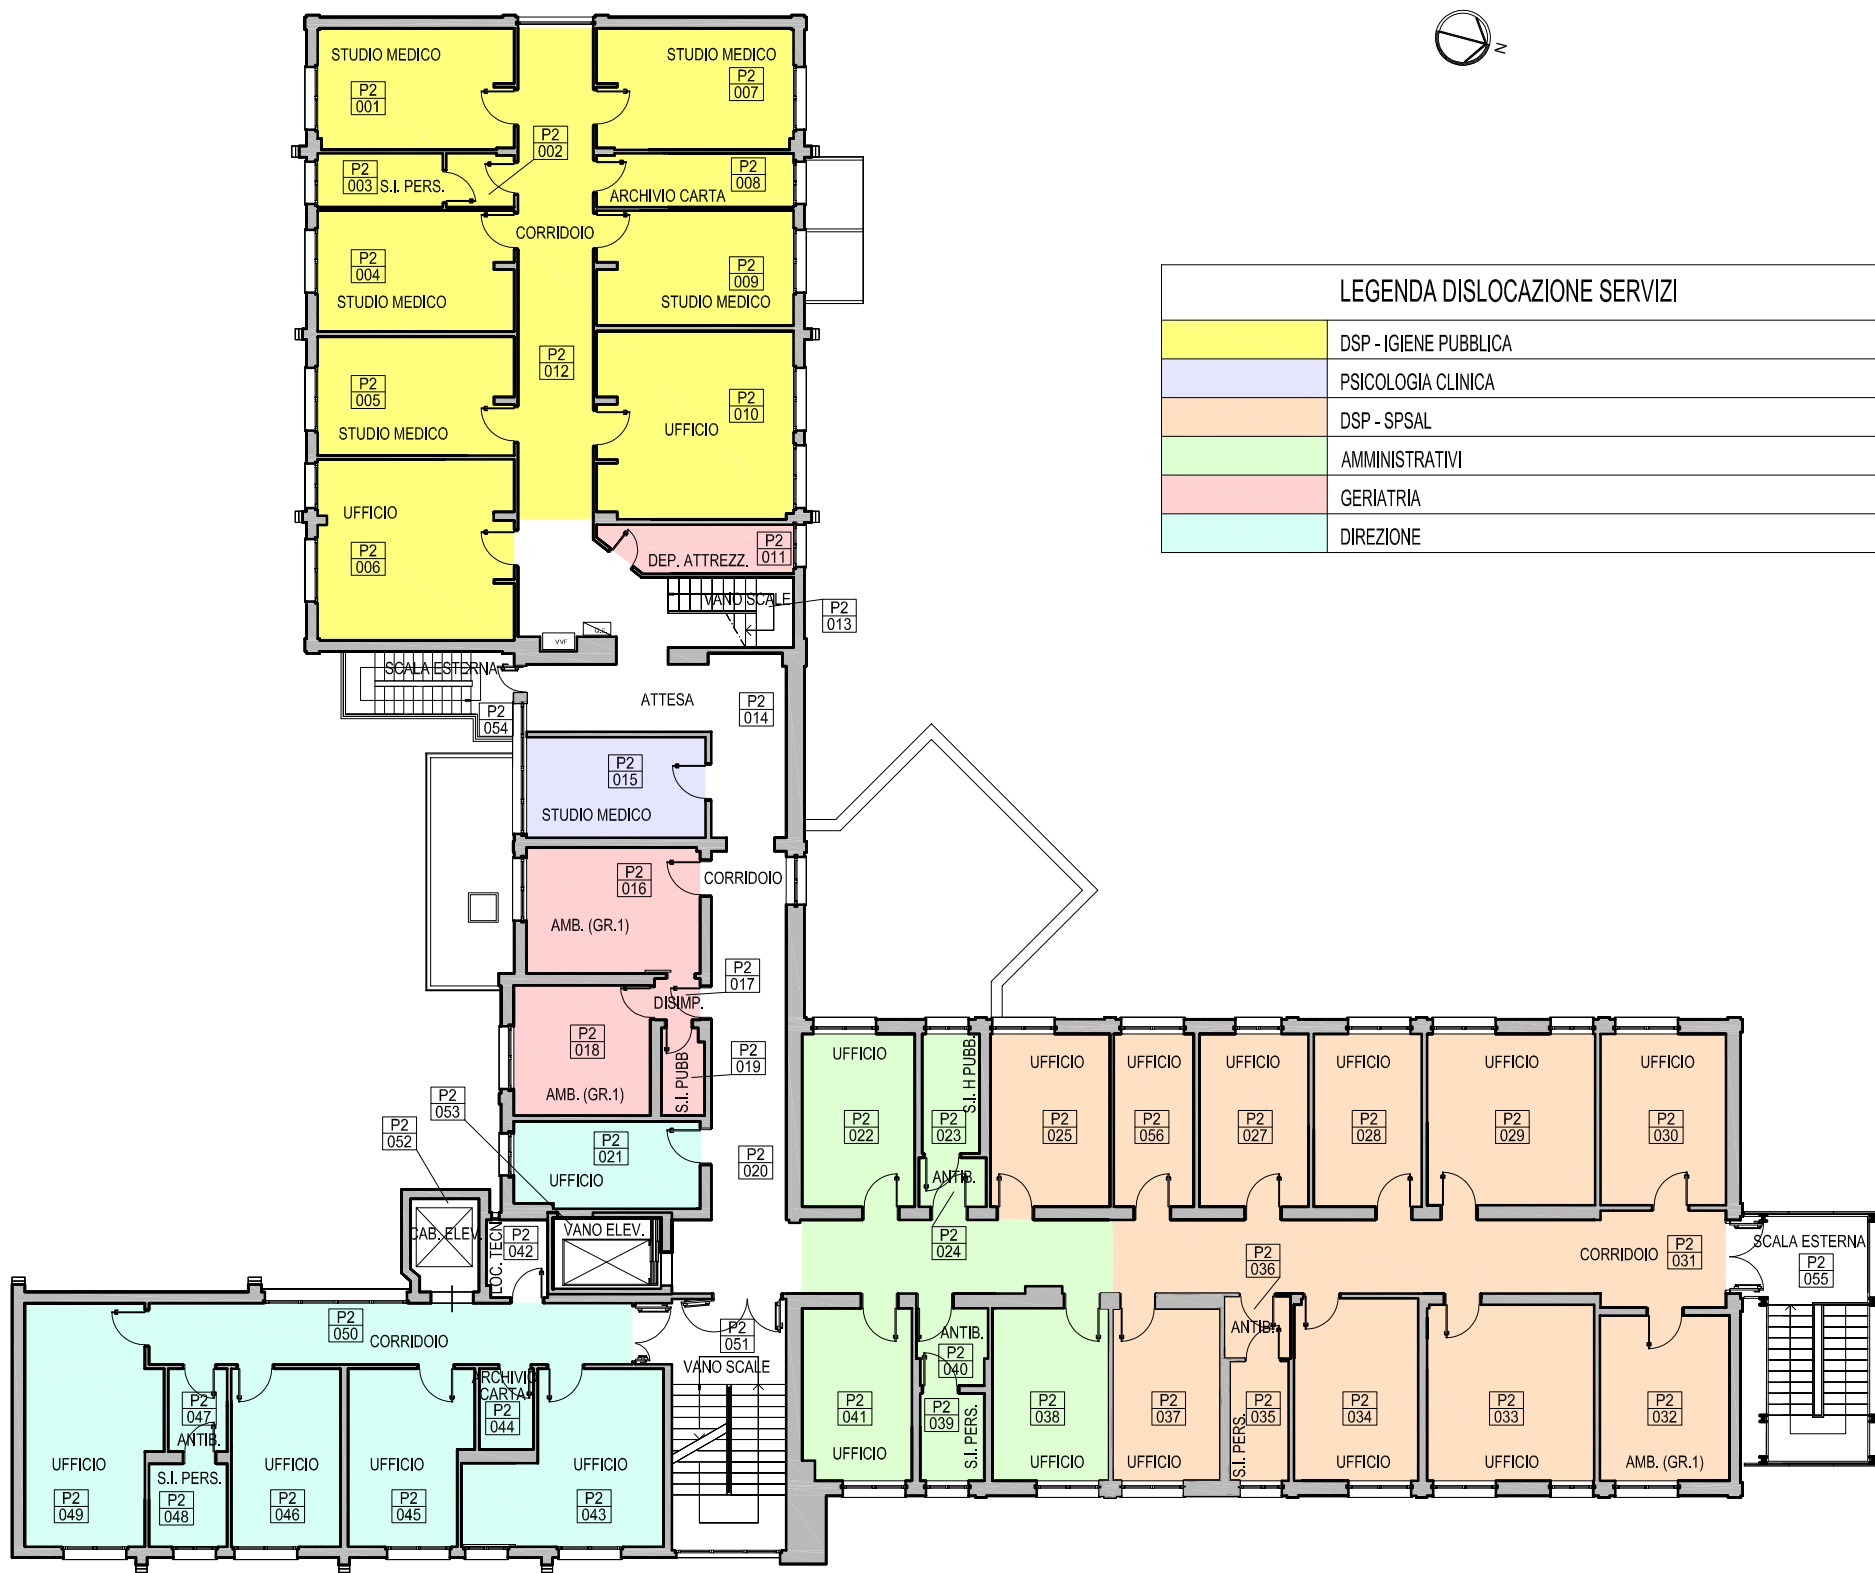 N
STUDIO MEDICO
P2
001
STUDIO MEDICO
P2
007
P2
002
P2
003
S.I. PERS.
P2
008
ARCHIVIO CARTA
CORRIDOIO
P2
004
STUDIO MEDICO
P2
009
STUDIO MEDICO
P2
012
P2
005
STUDIO MEDICO
P2
010
UFFICIO
UFFICIO
P2
006
P2
011
DEP. ATTREZZ.
VANO SCALE
P2
013
VVF
SCALA ESTERNA
P2
054
ATTESA
P2
014
P2
015
STUDIO MEDICO
P2
016
AMB. (GR.1)
CORRIDOIO
P2
017
DISIMP.
P2
018
AMB. (GR.1)
P2
019
S.I. PUBB
P2
053
P2
052
P2
021
UFFICIO
P2
020
CAB. ELEV.
LOC. TECN
P2
042
VANO ELEV.
LEGENDA DISLOCAZIONE SERVIZI
DSP - IGIENE PUBBLICA
PSICOLOGIA CLINICA
DSP - SPSAL
AMMINISTRATIVI
GERIATRIA
DIREZIONE
UFFICIO
P2
022
S.I. H PUBB.
P2
023
ANTIB.
P2
024
UFFICIO
P2
025
UFFICIO
P2
056
UFFICIO
P2
027
UFFICIO
P2
028
UFFICIO
P2
029
UFFICIO
P2
030
CORRIDOIO
P2
031
SCALA ESTERNA
P2
055
P2
036
ANTIB.
P2
050
CORRIDOIO
P2
051
VANO SCALE
ANTIB.
P2
040
P2
041
UFFICIO
P2
039
S.I. PERS.
P2
038
UFFICIO
P2
037
UFFICIO
P2
035
S.I. PERS.
P2
034
UFFICIO
P2
033
UFFICIO
P2
032
AMB. (GR.1)
UFFICIO
P2
049
P2
047
ANTIB.
S.I. PERS.
P2
048
UFFICIO
P2
046
UFFICIO
P2
045
ARCHIVIO
CARTA
P2
044
UFFICIO
P2
043